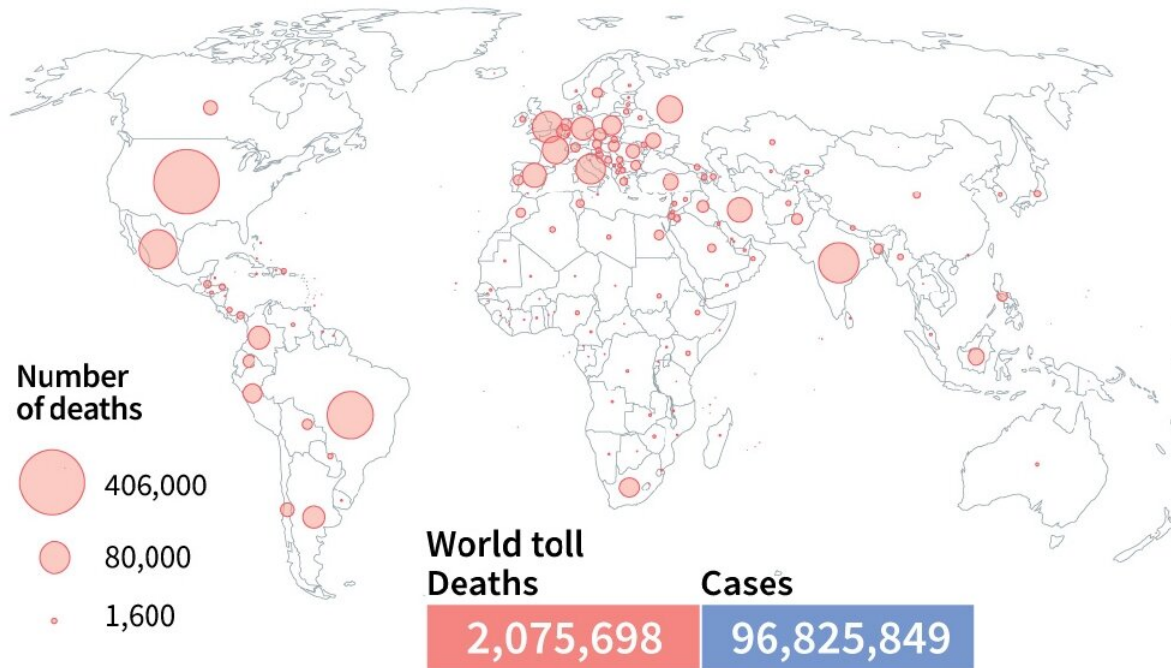 Number
of deaths
406,000
80,000
1,600
World toll
Deaths
Cases
2,075,698
96,825,849